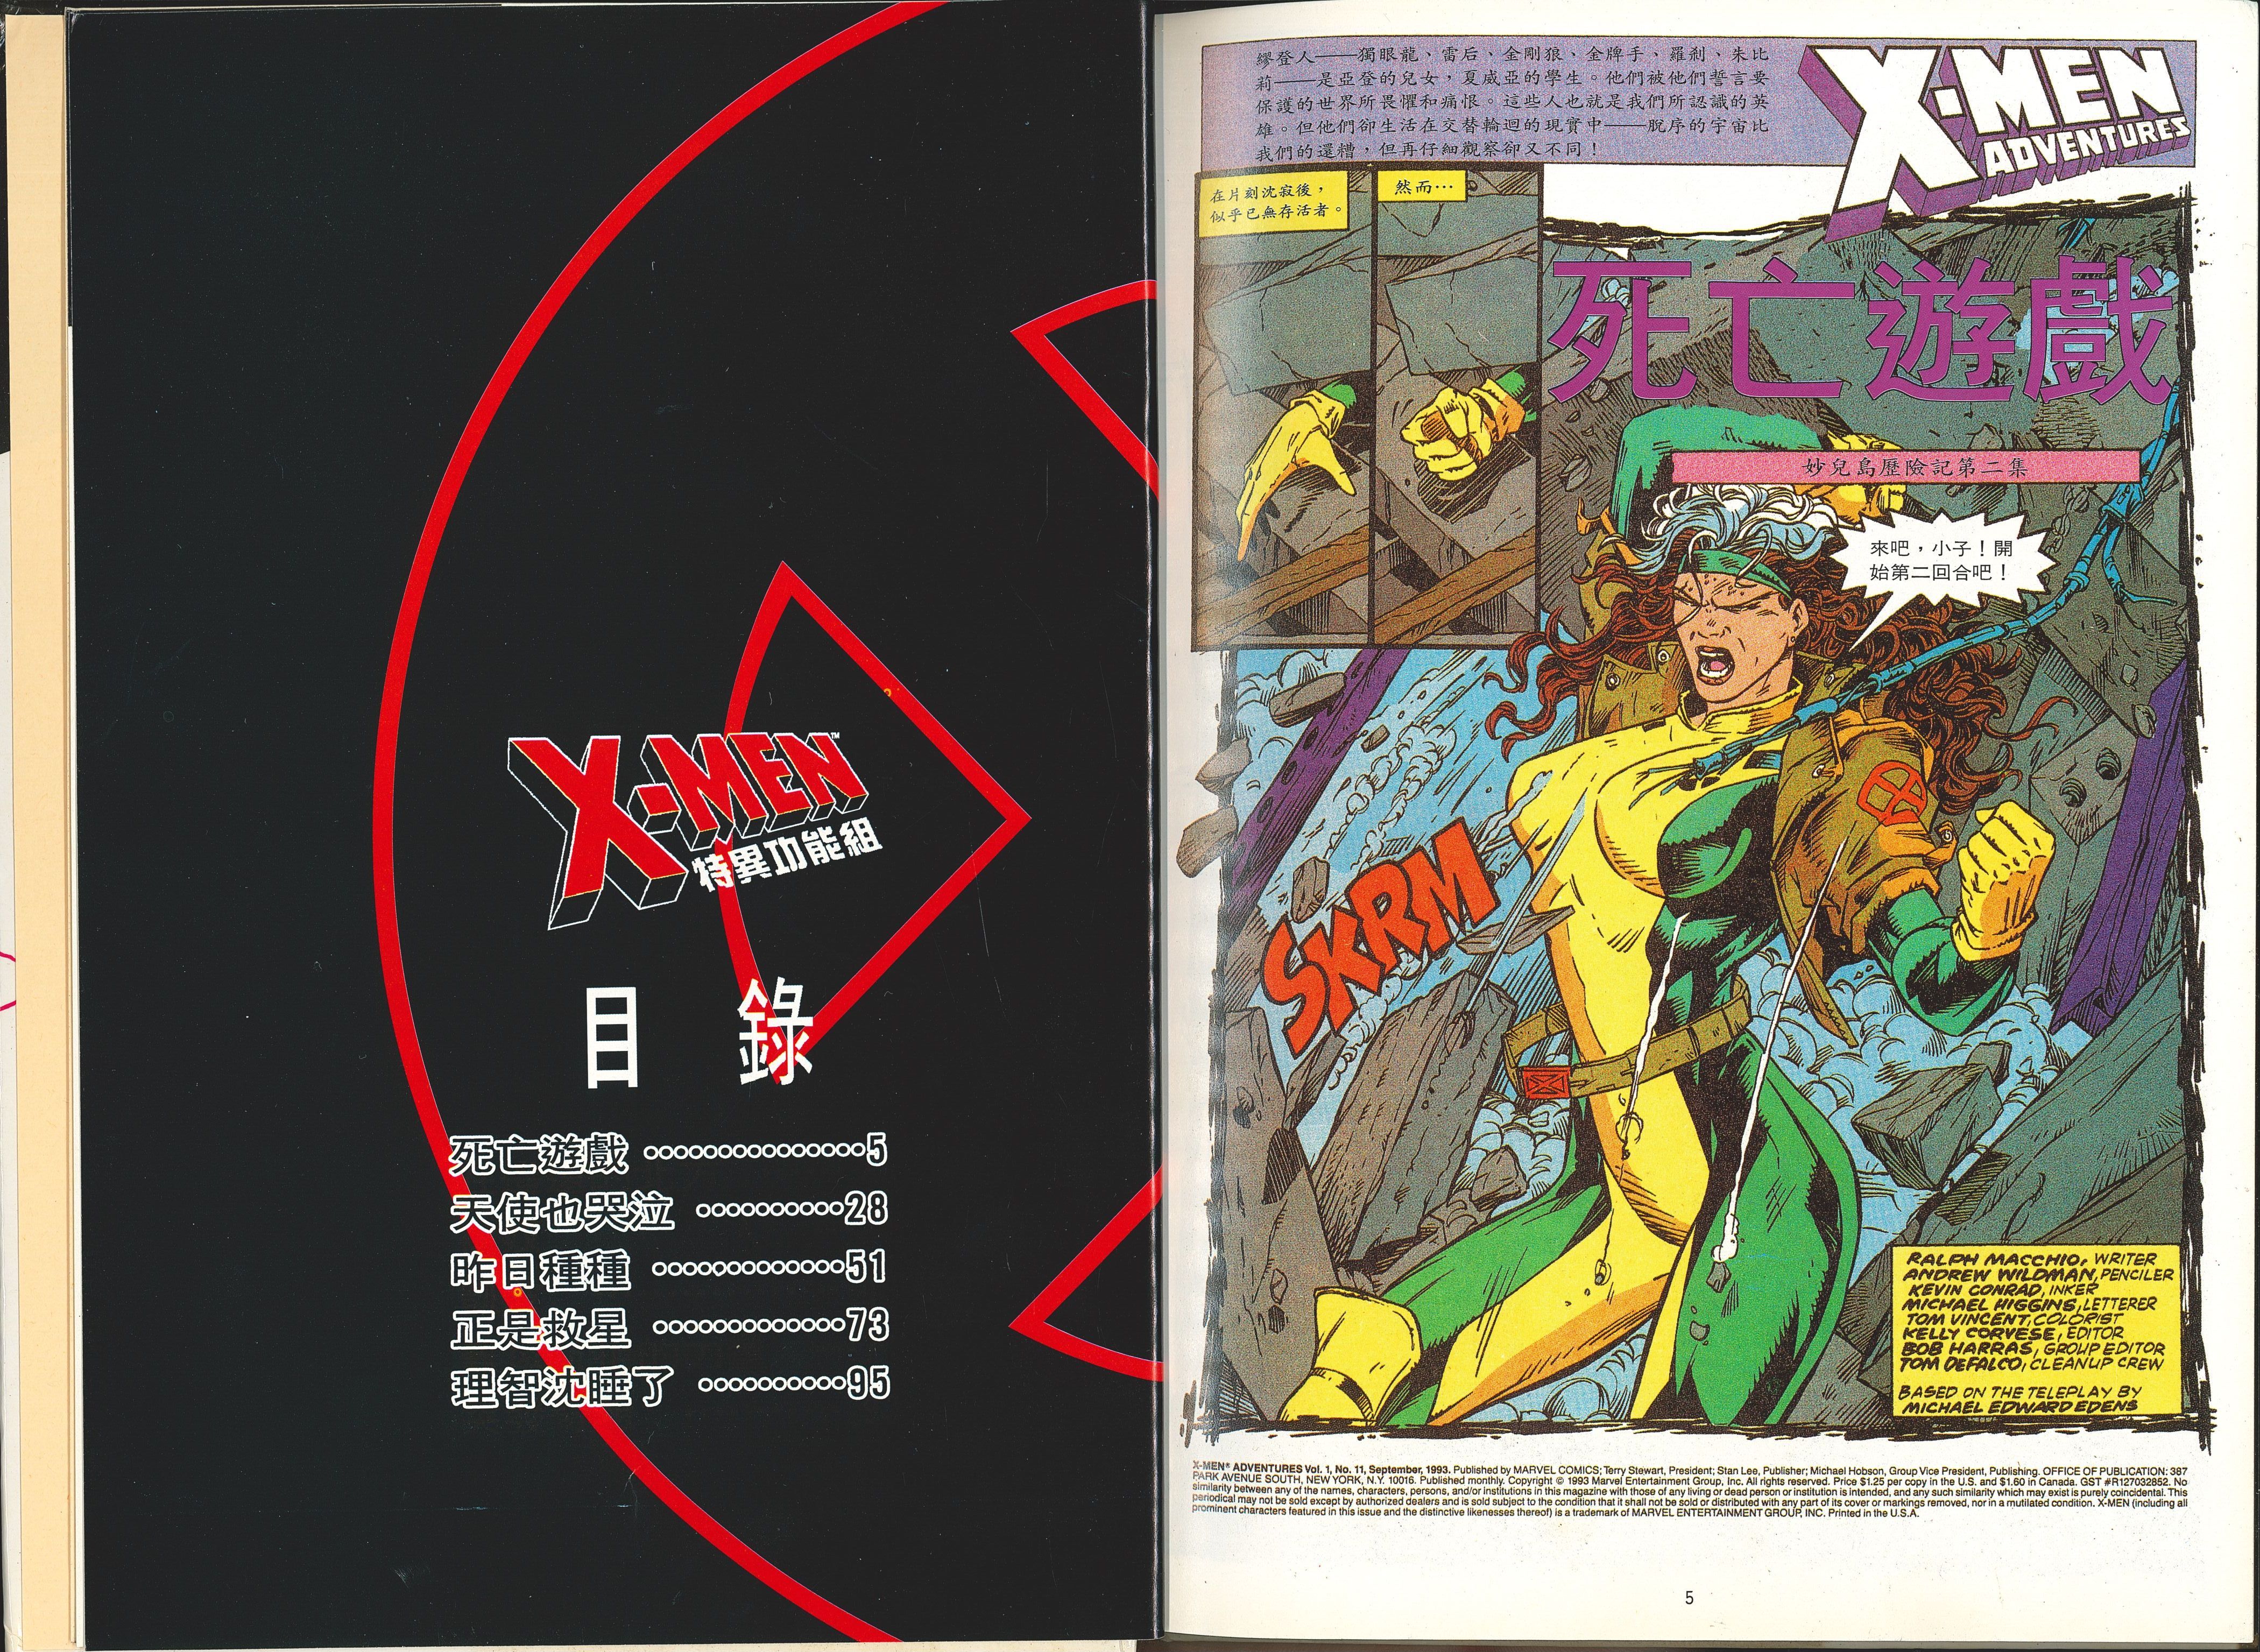 X-MEN™
特異功能組
目 錄
死亡遊戲 ……………5
天使也哭泣 ……………28
昨日種種 ……………51
正是救星 ……………73
理智沈睡了 ……………95
繆登人——獨眼龍、雷后、金剛狼、金牌手、羅剎、朱比
莉——是亞登的兒女，夏威亞的學生。他們被他們誓言要
保護的世界所畏懼和痛恨。這些人也就是我們所認識的英
雄。但他們卻生活在交替輪迴的現實中——脫序的宇宙比
我們的還糟，但再仔細觀察卻又不同！
X-MEN
ADVENTURES
在片刻沈寂後，
似乎已無存活者。
然而…
死亡遊戲
妙兒島歷險記第二集
來吧，小子！開
始第二回合吧！
SKRM
RALPH MACCHIO, WRITER
ANDREW WILDMAN, PENCILER
KEVIN CONRAD, INKER
MICHAEL HIGGINS, LETTERER
TOM VINCENT, COLORIST
KELLY CORVESE, EDITOR
BOB HARRAS, GROUP EDITOR
TOM DEFALCO, CLEANUP CREW
BASED ON THE TELEPLAY BY
MICHAEL EDWARD EDENS
X-MEN® ADVENTURES Vol. 1, No. 11, September, 1993. Published by MARVEL COMICS; Terry Stewart, President; Stan Lee, Publisher; Michael Hobson, Group Vice President, Publishing. OFFICE OF PUBLICATION: 387
PARK AVENUE SOUTH, NEW YORK, N.Y. 10016. Published monthly. Copyright © 1993 Marvel Entertainment Group, Inc. All rights reserved. Price $1.25 per copy in the U.S. and $1.60 in Canada. GST #R127032852. No
similarity between any of the names, characters, persons, and/or institutions in this magazine with those of any living or dead person or institution is intended, and any such similarity which may exist is purely coincidental. This
periodical may not be sold except by authorized dealers and is sold subject to the condition that it shall not be sold or distributed with any part of its cover or markings removed, nor in a mutilated condition. X-MEN (including all
prominent characters featured in this issue and the distinctive likenesses thereof) is a trademark of MARVEL ENTERTAINMENT GROUP, INC. Printed in the U.S.A.
5